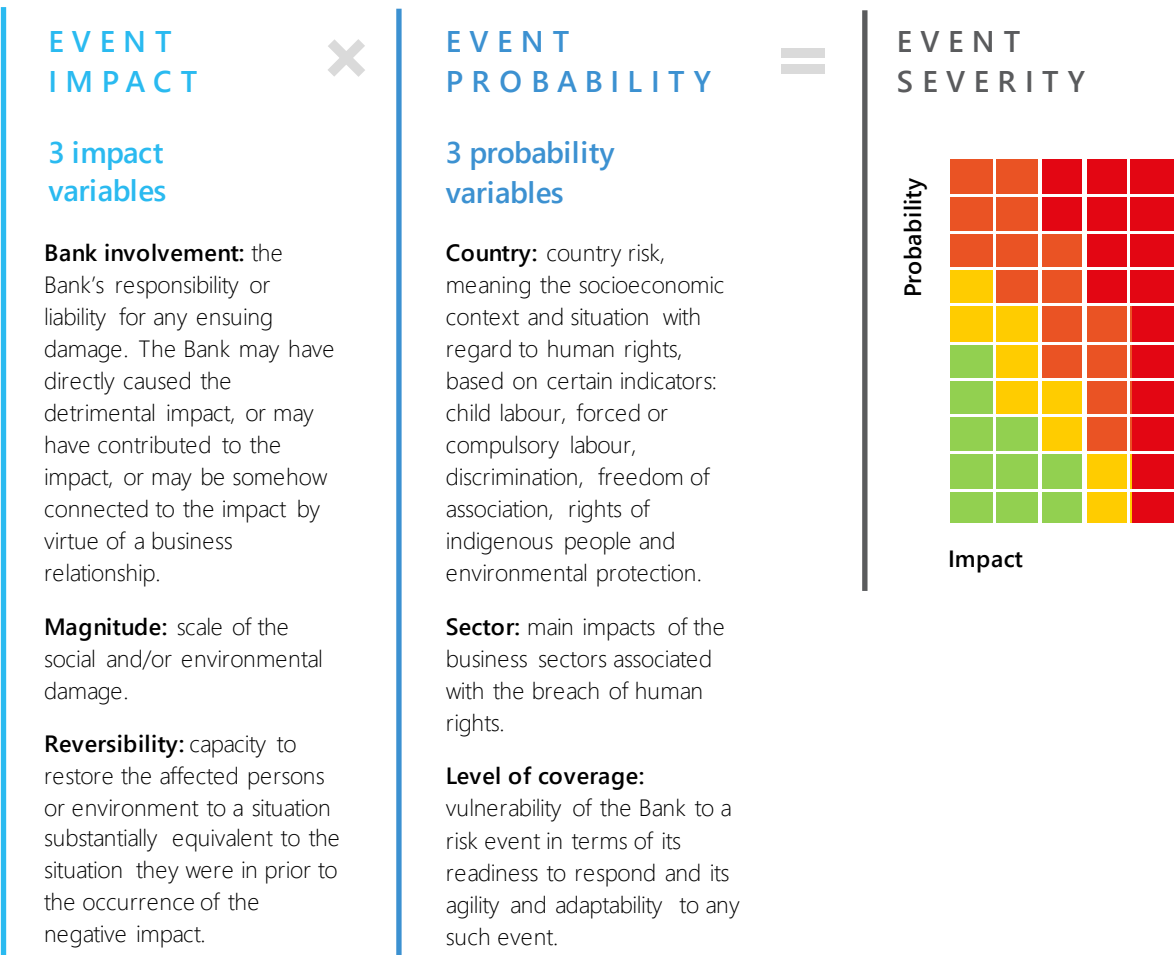 EVENT
IMPACT
3 impact
variables
Bank involvement: the
Bank's responsibility or
liability for any ensuing
damage. The Bank may have
directly caused the
detrimental impact, or may
have contributed to the
impact, or may be somehow
connected to the impact by
virtue of a business
relationship.
Magnitude: scale of the
social and/or environmental
damage.
Reversibility: capacity to
restore the affected persons
or environment to a situation
substantially equivalent to the
situation they were in prior to
the occurrence of the
negative impact.
×
EVENT
PROBABILITY
3 probability
variables
Country: country risk,
meaning the socioeconomic
context and situation with
regard to human rights,
based on certain indicators:
child labour, forced or
compulsory labour,
discrimination, freedom of
association, rights of
indigenous people and
environmental protection.
Sector: main impacts of the
business sectors associated
with the breach of human
rights.
Level of coverage:
vulnerability of the Bank to a
risk event in terms of its
readiness to respond and its
agility and adaptability to any
such event.
=
EVENT
SEVERITY
Probability
Impact